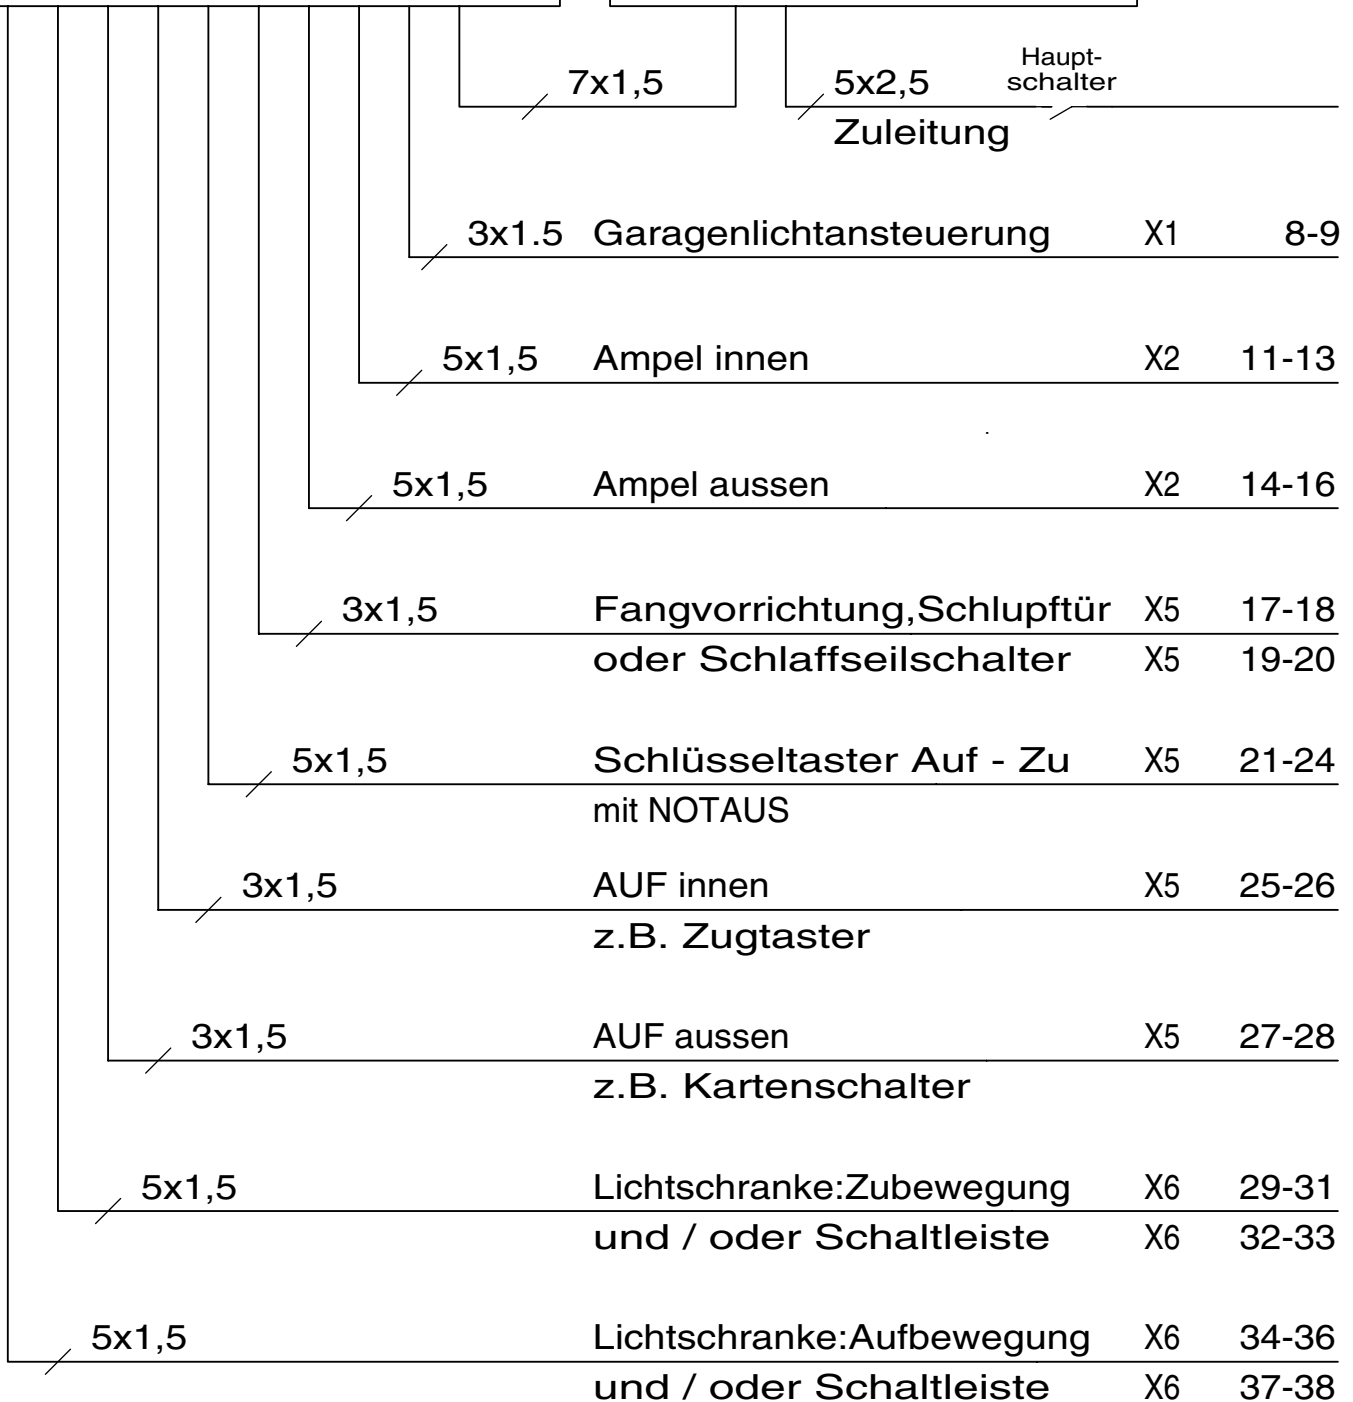 Haupt-
7x1,5 5x2,5 schalter
Zuleitung
3x1.5 Garagenlichtansteuerung X1 8-9
5x1,5 Ampel innen X2 11-13
5x1,5 Ampel aussen X2 14-16
3x1,5 Fangvorrichtung,Schlupftür X5 17-18
oder Schlaffseilschalter X5 19-20
5x1,5 Schlüsseltaster Auf - Zu X5 21-24
mit NOTAUS
3x1,5 AUF innen X5 25-26
z.B. Zugtaster
3x1,5 AUF aussen X5 27-28
z.B. Kartenschalter
5x1,5 Lichtschranke:Zubewegung X6 29-31
und / oder Schaltleiste X6 32-33
5x1,5 Lichtschranke:Aufbewegung X6 34-36
und / oder Schaltleiste X6 37-38